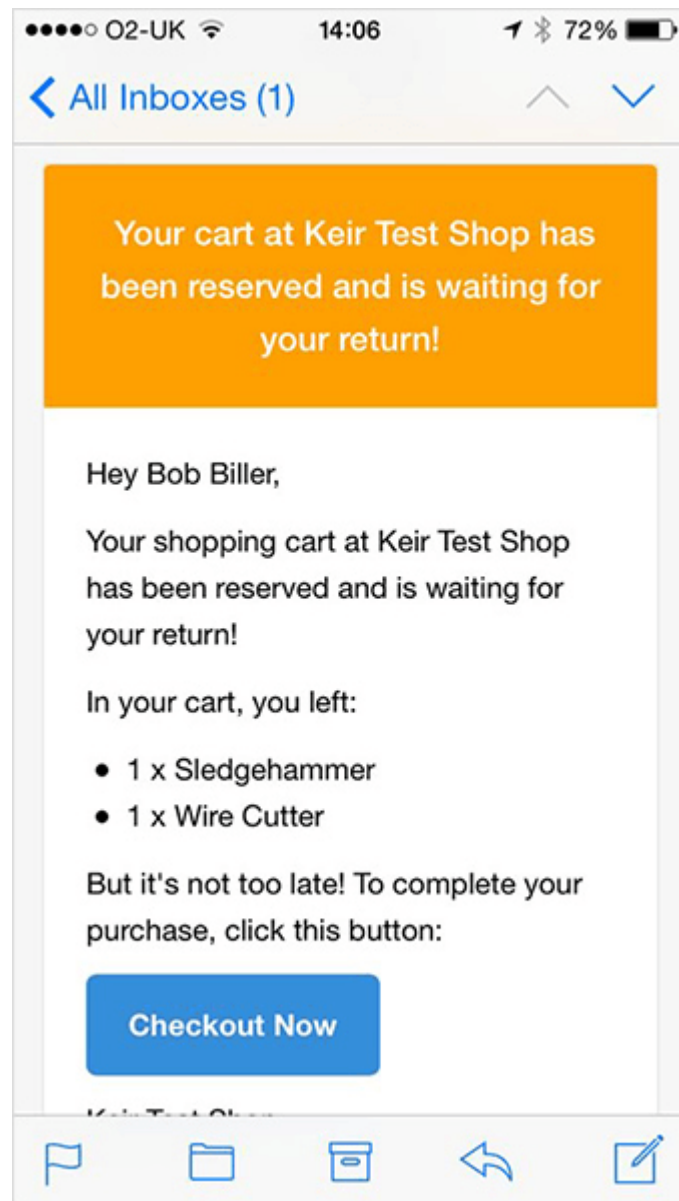 O2-UK 14:06 72%
All Inboxes (1)
Your cart at Keir Test Shop has
been reserved and is waiting for
your return!
Hey Bob Biller,
Your shopping cart at Keir Test Shop
has been reserved and is waiting for
your return!
In your cart, you left:
• 1 x Sledgehammer
• 1 x Wire Cutter
But it's not too late! To complete your
purchase, click this button:
Checkout Now
Keir Test Shop